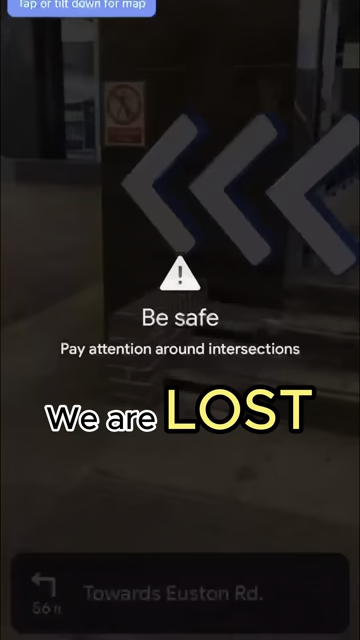 Tap or tilt down for map
Be safe
Pay attention around intersections
We are LOST
56 ft
Towards Euston Rd.